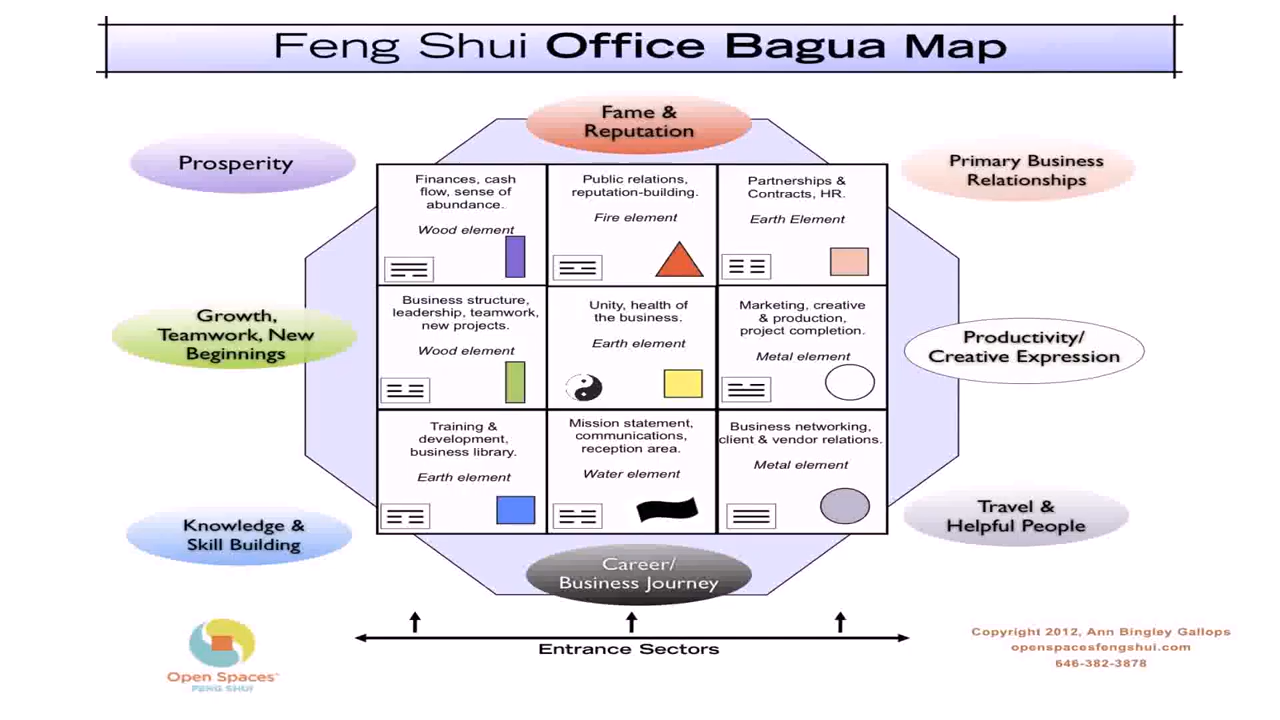 Feng Shui Office Bagua Map
Fame &
Reputation
Prosperity
Primary Business
Relationships
Finances, cash
flow, sense of
abundance.
Wood element
Public relations,
reputation-building.
Fire element
Partnerships &
Contracts, HR.
Earth Element
Growth,
Teamwork, New
Beginnings
Business structure,
leadership, teamwork,
new projects.
Wood element
Unity, health of
the business.
Earth element
Marketing, creative
& production,
project completion.
Metal element
Productivity/
Creative Expression
Knowledge &
Skill Building
Training &
development,
business library.
Earth element
Mission statement,
communications,
reception area.
Water element
Business networking,
client & vendor relations.
Metal element
Travel &
Helpful People
Career/
Business Journey
Entrance Sectors
Open Spaces
FENG SHUI
Copyright 2012, Ann Bingley Gallops
openspacesfengshui.com
646-382-3878